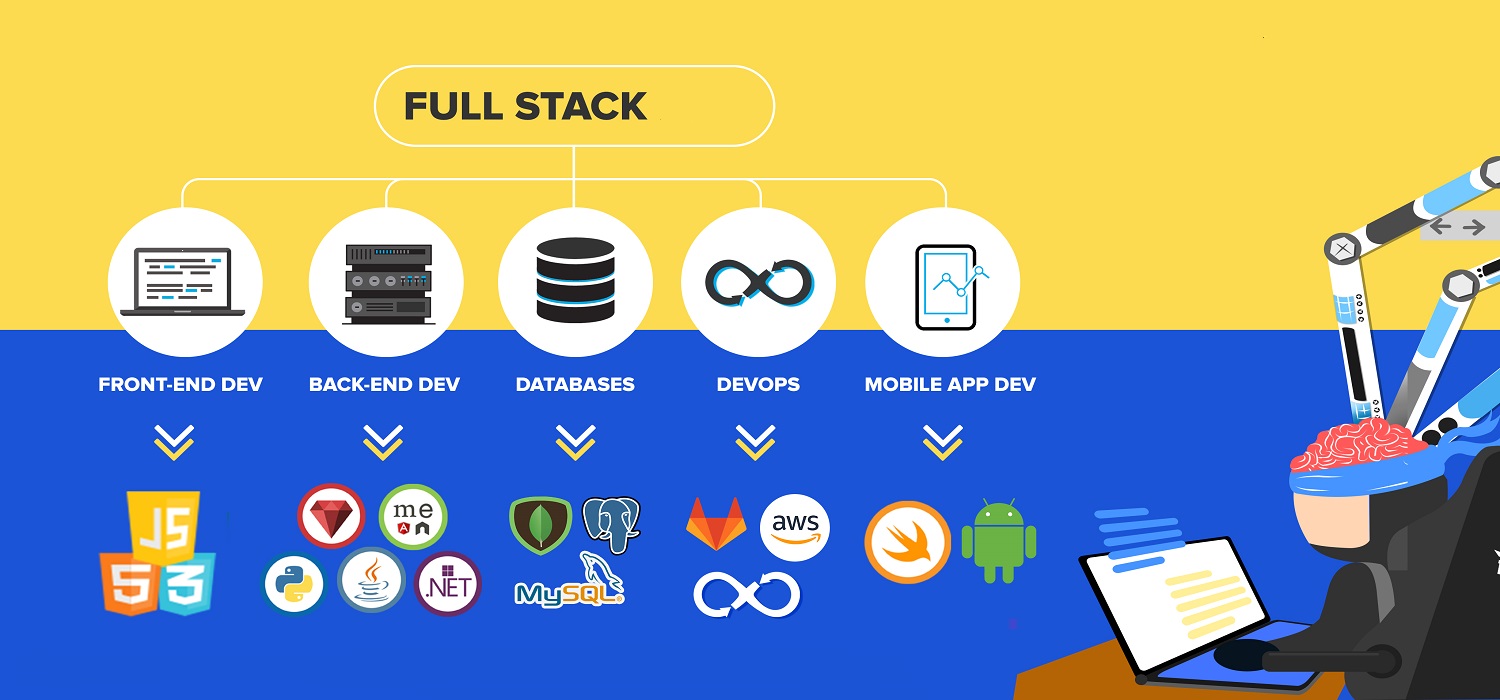 FULL STACK
FRONT-END DEV
BACK-END DEV
DATABASES
DEVOPS
MOBILE APP DEV
JS
5
3
me
A
.NET
MySQL
aws